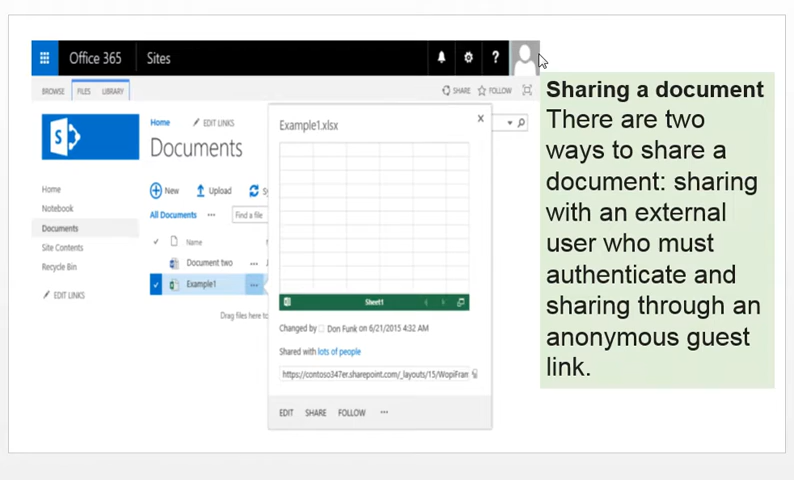 Office 365 Sites ?
BROWSE FILES LIBRARY SHARE FOLLOW
S
Home EDIT LINKS
Documents
New Upload
All Documents ... Find a file
Name
Document two ...
Example1 ...
Drag files here to
Home
Notebook
Documents
Site Contents
Recycle Bin
EDIT LINKS
Example1.xlsx
Sheet1
Changed by Don Funk on 6/21/2015 4:32 AM
Shared with lots of people
https://contoso347er.sharepoint.com/_layouts/15/WopiFram
EDIT SHARE FOLLOW ...
Sharing a document
There are two
ways to share a
document: sharing
with an external
user who must
authenticate and
sharing through an
anonymous guest
link.